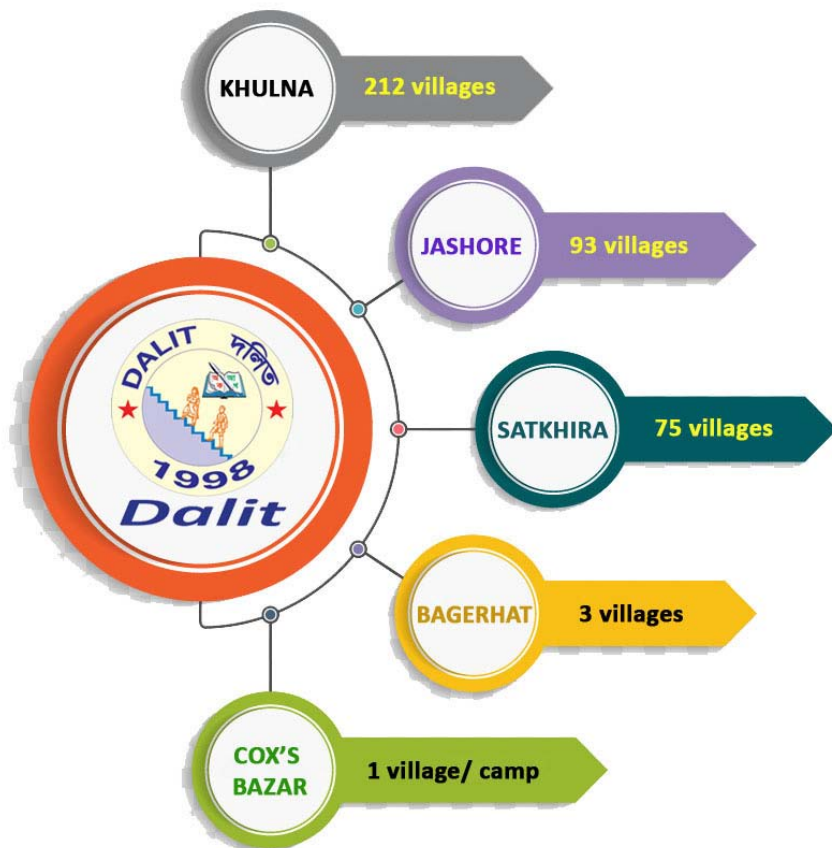 KHULNA
212 villages
JASHORE
93 villages
DALIT দলিত
1998
Dalit
SATKHIRA
75 villages
BAGERHAT
3 villages
COX'S
BAZAR
1 village/ camp